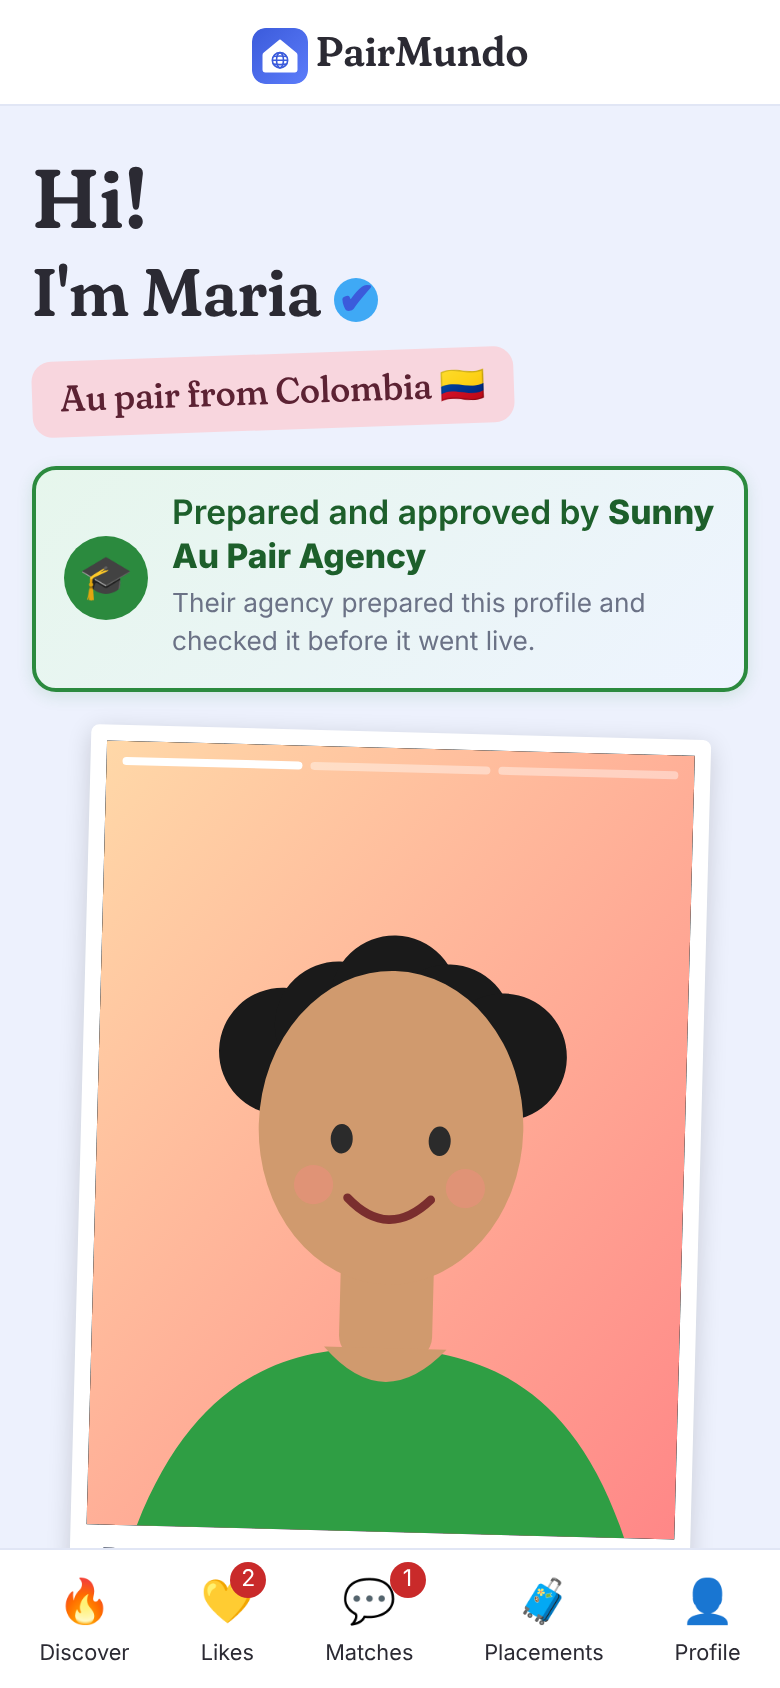 PairMundo
Hi!
I'm Maria ✔
Au pair from Colombia 🇨🇴
Prepared and approved by Sunny
Au Pair Agency
Their agency prepared this profile and
checked it before it went live.
2
1
Discover
Likes
Matches
Placements
Profile